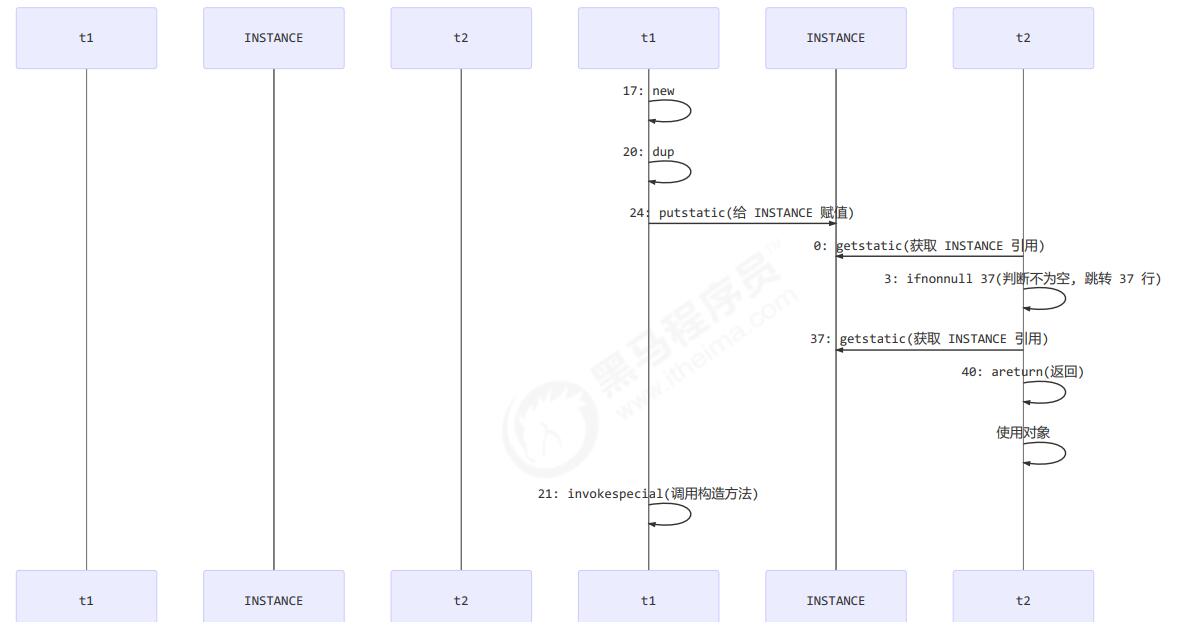 t1
INSTANCE
t2
t1
INSTANCE
t2
17: new
20: dup
24: putstatic(给 INSTANCE 赋值)
0: getstatic(获取 INSTANCE 引用)
3: ifnonnull 37(判断不为空, 跳转 37 行)
37: getstatic(获取 INSTANCE 引用)
40: areturn(返回)
使用对象
21: invokespecial(调用构造方法)
黑马程序员™
www.itheima.com
t1
INSTANCE
t2
t1
INSTANCE
t2